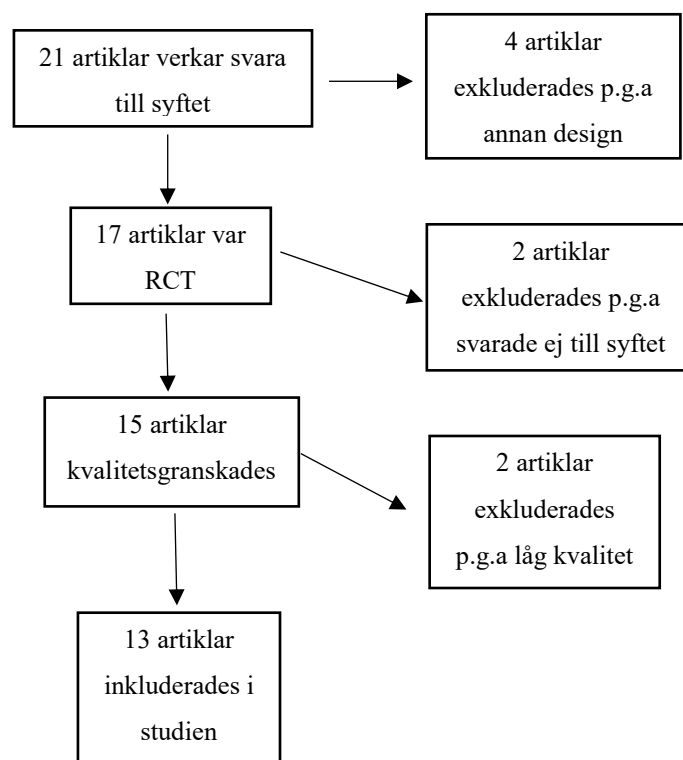 21 artiklar verkar svara
till syftet
4 artiklar
exkluderades p.g.a
annan design
17 artiklar var
RCT
2 artiklar
exkluderades p.g.a
svarade ej till syftet
15 artiklar
kvalitetsgranskades
2 artiklar
exkluderades
p.g.a låg kvalitet
13 artiklar
inkluderades i
studien